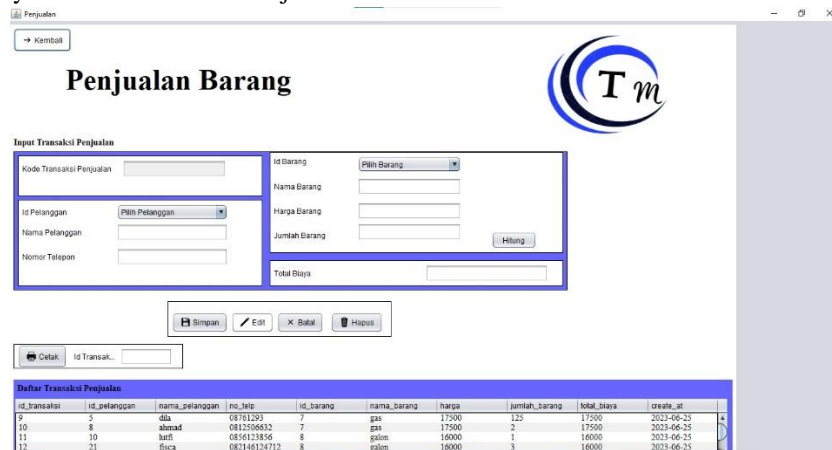 Penjualan
Kembali
Penjualan Barang
T m
Input Transaksi Penjualan
Kode Transaksi Penjualan
Id Pelanggan Pilih Pelanggan
Nama Pelanggan
Nomor Telepon
Id Barang Pilih Barang
Nama Barang
Harga Barang
Jumlah Barang
Hitung
Total Biaya
Simpan Edit Batal Hapus
Cetak Id Transak...
Daftar Transaksi Penjualan
id_transaksi id_pelanggan nama_pelanggan no_telp id_barang nama_barang harga jumlah_barang total_biaya create_at
9 5 dila 08761293 7 gas 17500 125 17500 2023-06-25
10 8 ahmad 0812506632 7 gas 17500 2 17500 2023-06-25
11 10 lutfi 0856123856 8 galon 16000 1 16000 2023-06-25
12 21 fisca 082146124712 8 galon 16000 3 16000 2023-06-25